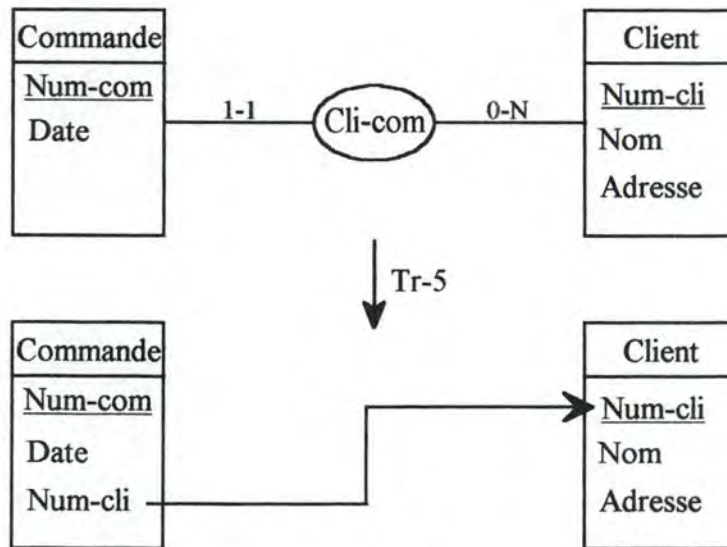 Commande
Num-com
Date
1-1
Cli-com
0-N
Client
Num-cli
Nom
Adresse
Tr-5
Commande
Num-com
Date
Num-cli
Client
Num-cli
Nom
Adresse